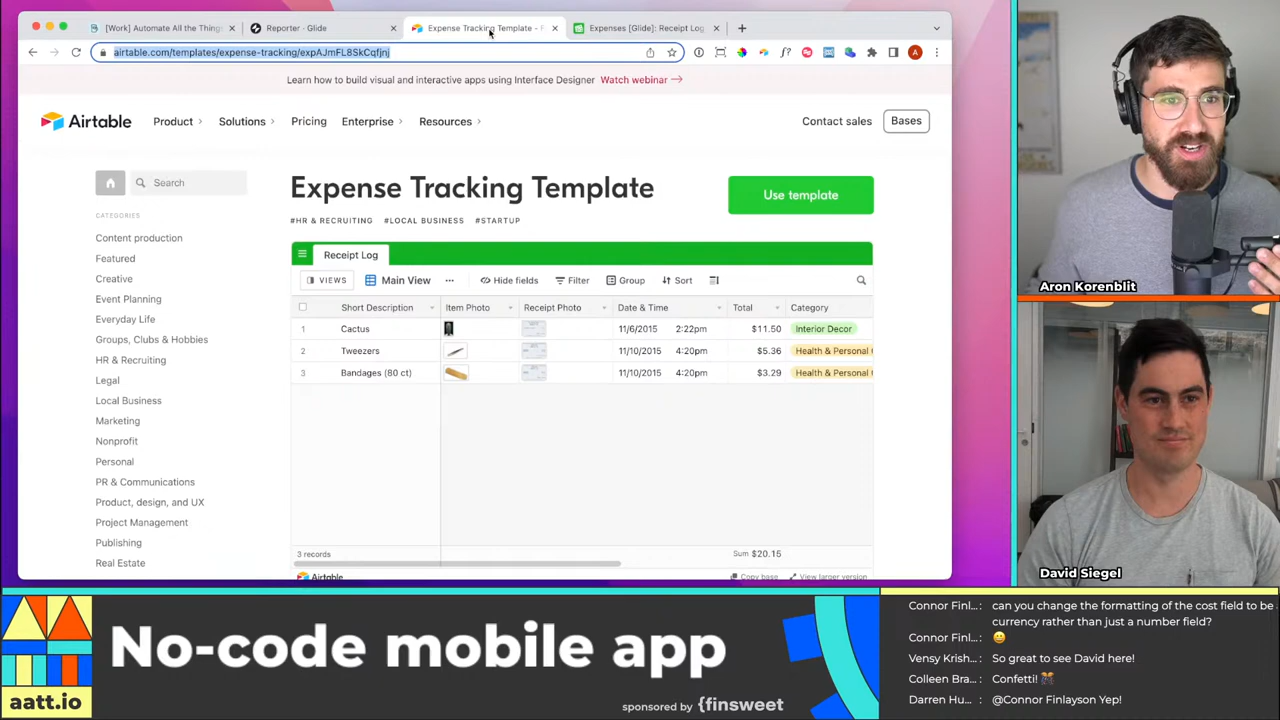 [Work] Automate All the Things
Reporter - Glide
Expense Tracking Template - F
Expenses [Glide]: Receipt Log
airtable.com/templates/expense-tracking/expAJmFL8SkCqfjnj
A
Learn how to build visual and interactive apps using Interface Designer Watch webinar →
Airtable
Product
Solutions
Pricing
Enterprise
Resources
Contact sales
Bases
Search
CATEGORIES
Content production
Featured
Creative
Event Planning
Everyday Life
Groups, Clubs & Hobbies
HR & Recruiting
Legal
Local Business
Marketing
Nonprofit
Personal
PR & Communications
Product, design, and UX
Project Management
Publishing
Real Estate
Expense Tracking Template
Use template
#HR & RECRUITING #LOCAL BUSINESS #STARTUP
Receipt Log
VIEWS Main View ... Hide fields Filter Group Sort
Short Description Item Photo Receipt Photo Date & Time Total Category
1 Cactus 11/6/2015 2:22pm $11.50 Interior Decor
2 Tweezers 11/10/2015 4:20pm $5.36 Health & Personal
3 Bandages (80 ct) 11/10/2015 4:20pm $3.29 Health & Personal
3 records Sum $20.15
Airtable Copy base View larger version
Aron Korenblit
David Siegel
aatt.io
No-code mobile app
sponsored by {finsweet
Connor Finl...: can you change the formatting of the cost field to be
currency rather than just a number field?
Connor Finl...: 😀
Vensy Krish...: So great to see David here!
Colleen Bra...: Confetti! 🎊
Darren Hu...: @Connor Finlayson Yep!